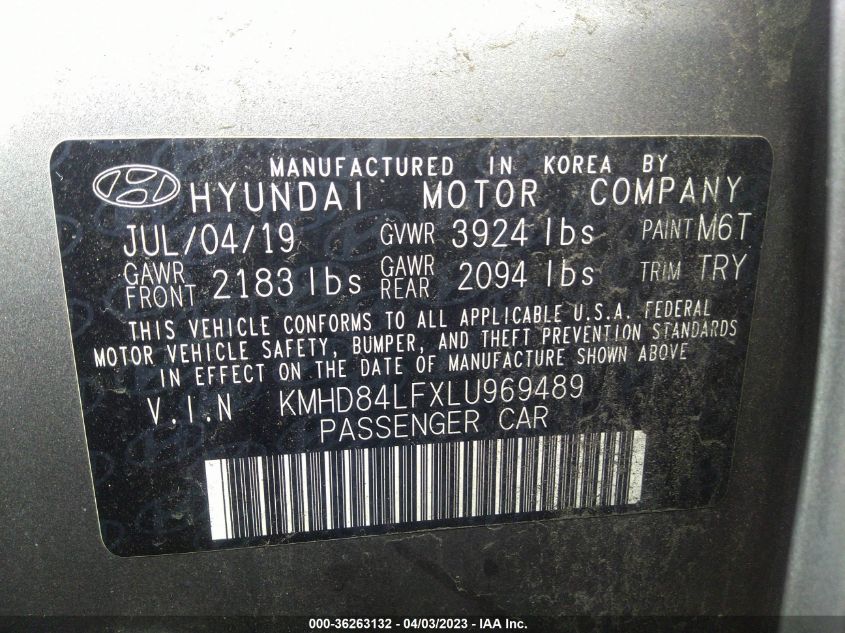 MANUFACTURED IN KOREA BY
HYUNDAI MOTOR COMPANY
JUL/04/19 GVWR 3924 lbs PAINT M6T
GAWR FRONT 2183 lbs GAWR REAR 2094 lbs TRIM TRY
THIS VEHICLE CONFORMS TO ALL APPLICABLE U.S.A. FEDERAL
MOTOR VEHICLE SAFETY, BUMPER, AND THEFT PREVENTION STANDARDS
IN EFFECT ON THE DATE OF MANUFACTURE SHOWN ABOVE
V.I.N KMHD84LFXLU969489
PASSENGER CAR
000-36263132 - 04/03/2023 - IAA Inc.